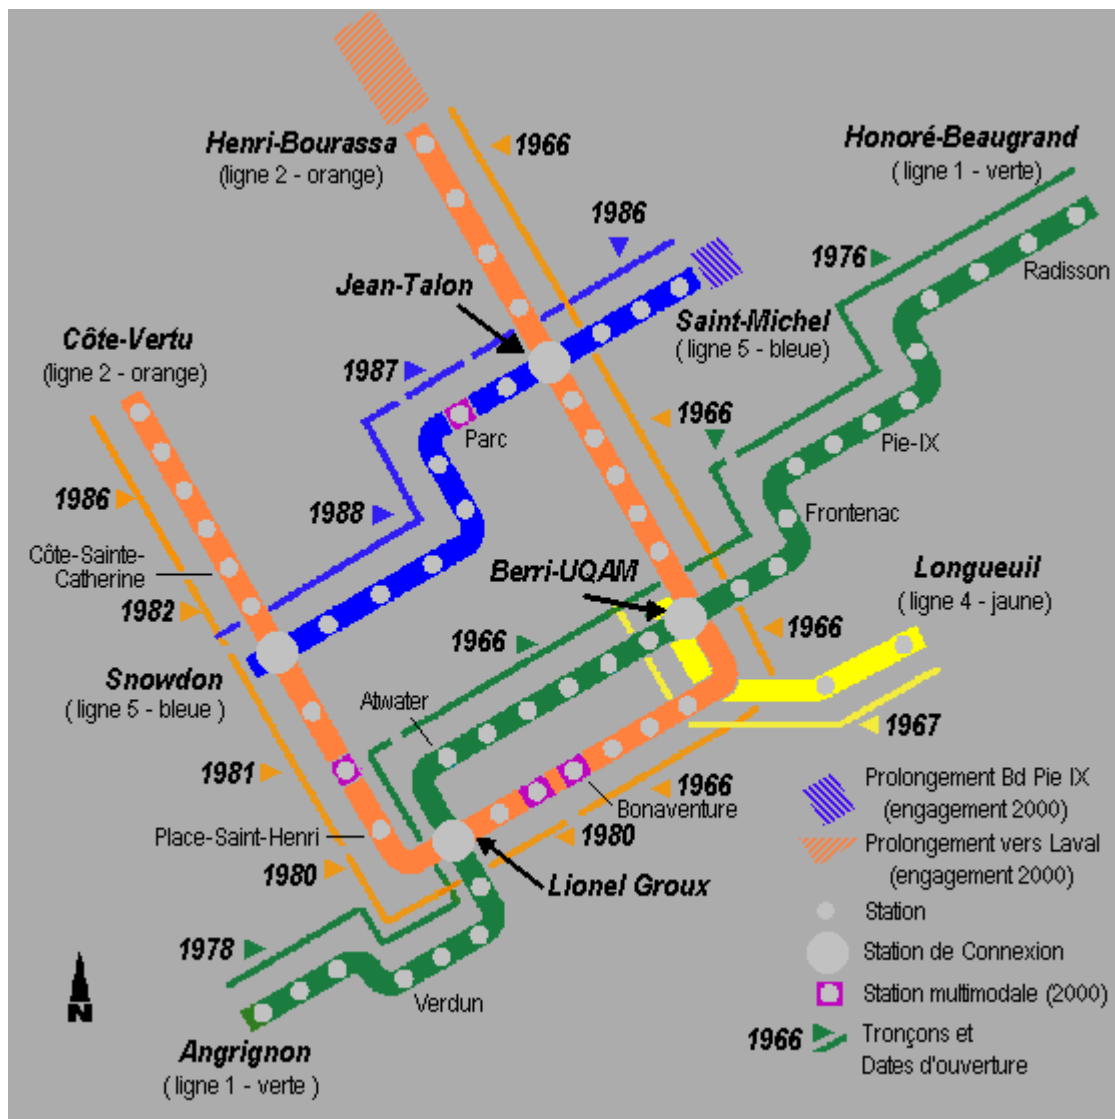 Henri-Bourassa
(ligne 2 - orange)
1966
Honoré-Beaugrand
( ligne 1 - verte)
1986
1976
Radisson
Jean-Talon
Côte-Vertu
(ligne 2 - orange)
Saint-Michel
( ligne 5 - bleue)
1987
Parc
1966
Pie-IX
1986
1988
Frontenac
Côte-Sainte-
Catherine
Berri-UQAM
Longueuil
( ligne 4 - jaune)
1982
1966
1966
Snowdon
( ligne 5 - bleue )
Atwater
1967
1981
1966
Bonaventure
Place-Saint-Henri
1980
1980
Lionel Groux
1978
Verdun
N
Angrignon
( ligne 1 - verte )
Prolongement Bd Pie IX
(engagement 2000)
Prolongement vers Laval
(engagement 2000)
Station
Station de Connexion
Station multimodale (2000)
1966
Tronçons et
Dates d'ouverture